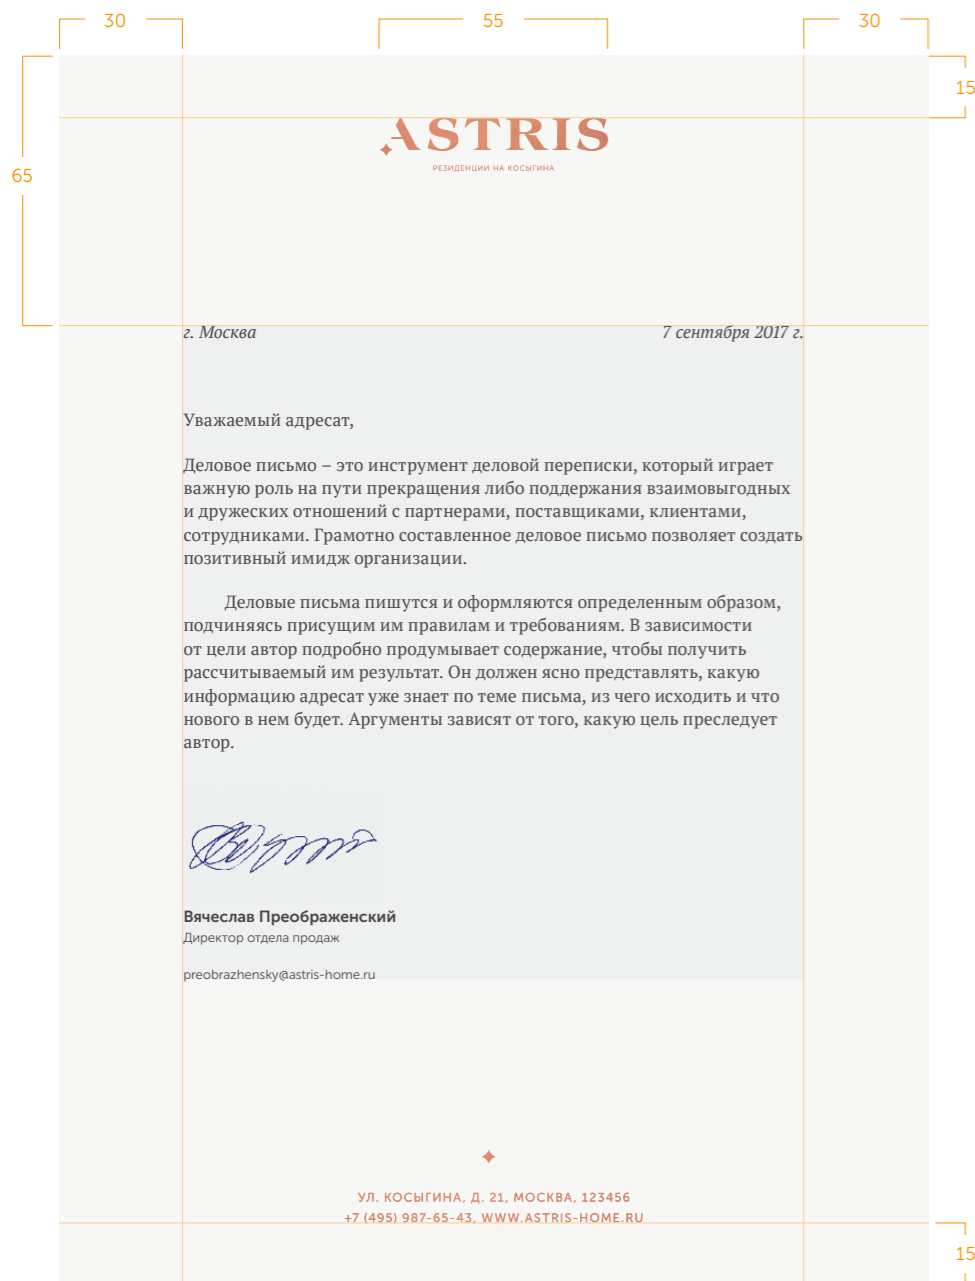 30
55
30
15
65
ASTRIS
РЕЗИДЕНЦИИ НА КОСЫГИНА
г. Москва
7 сентября 2017 г.
Уважаемый адресат,
Деловое письмо – это инструмент деловой переписки, который играет
важную роль на пути прекращения либо поддержания взаимовыгодных
и дружеских отношений с партнерами, поставщиками, клиентами,
сотрудниками. Грамотно составленное деловое письмо позволяет создать
позитивный имидж организации.
Деловые письма пишутся и оформляются определенным образом,
подчиняясь присущим им правилам и требованиям. В зависимости
от цели автор подробно продумывает содержание, чтобы получить
рассчитываемый им результат. Он должен ясно представлять, какую
информацию адресат уже знает по теме письма, из чего исходить и что
нового в нем будет. Аргументы зависят от того, какую цель преследует
автор.
Вячеслав Преображенский
Директор отдела продаж
preobrazhensky@astris-home.ru
УЛ. КОСЫГИНА, Д. 21, МОСКВА, 123456
+7 (495) 987-65-43, WWW.ASTRIS-HOME.RU
15